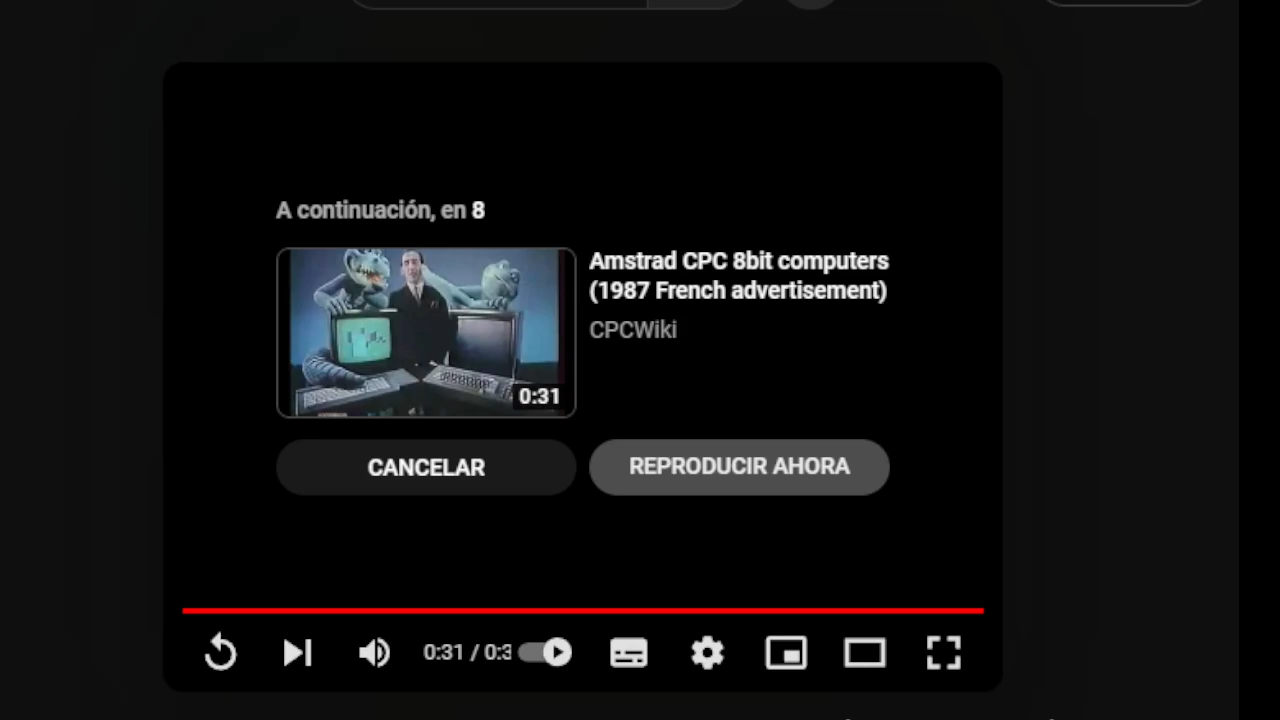 A continuación, en 8
Amstrad CPC 8bit computers
(1987 French advertisement)
CPCWiki
0:31
CANCELAR
REPRODUCIR AHORA
0:31 / 0:3